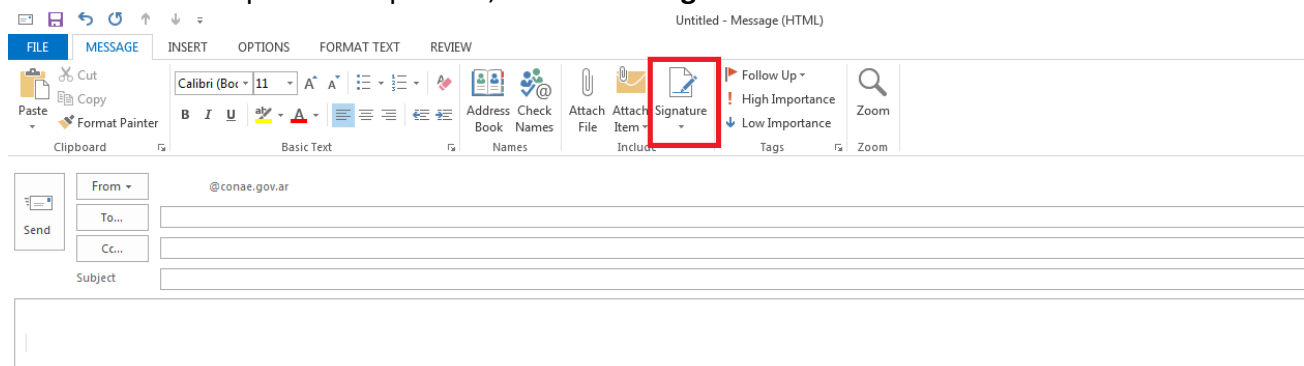 Untitled - Message (HTML)
FILE MESSAGE INSERT OPTIONS FORMAT TEXT REVIEW
Cut
Copy
Paste
Format Painter
Clipboard
Calibri (Boc 11
B I U
Basic Text
Address Book
Check Names
Names
Attach File
Attach Item
Signature
Include
Follow Up
High Importance
Low Importance
Tags
Zoom
Zoom
From
@conae.gov.ar
To...
Send
Cc...
Subject